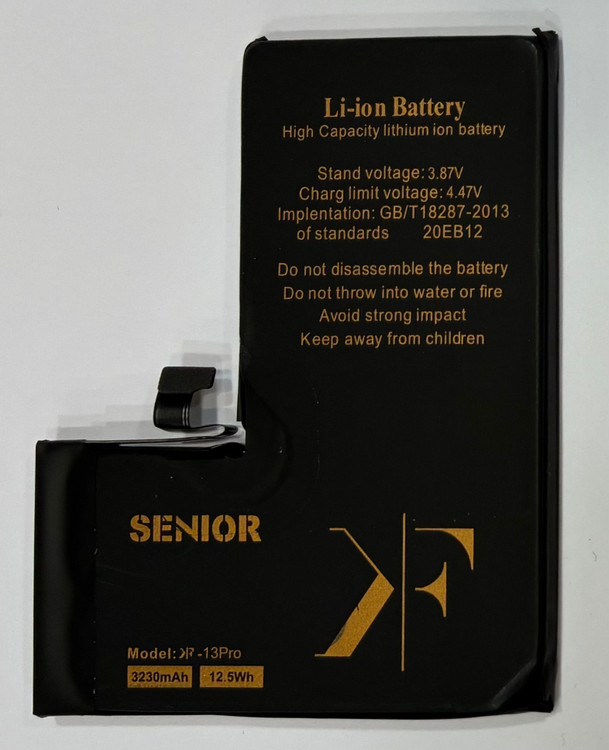 Li-ion Battery
High Capacity lithium ion battery
Stand voltage: 3.87V
Charg limit voltage: 4.47V
Implentation: GB/T18287-2013
of standards 20EB12
Do not disassemble the battery
Do not throw into water or fire
Avoid strong impact
Keep away from children
SENIOR
KF
Model: KF -13Pro
3230mAh 12.5Wh